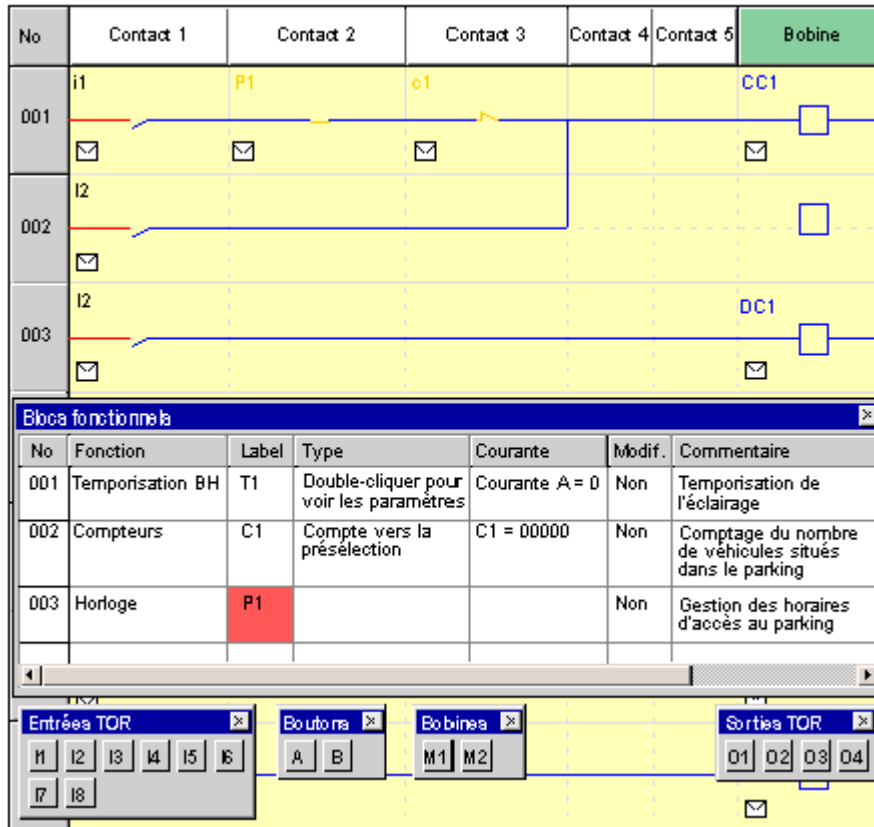 No Contact 1 Contact 2 Contact 3 Contact 4 Contact 5 Bobine
i1 P1 c1 CC1
001
I2
002
I2 DC1
003
Blocs fonctionnels
No Fonction Label Type Courante Modif. Commentaire
001 Temporisation BH T1 Double-cliquer pour Courante A = 0 Non Temporisation de
voir les paramètres l'éclairage
002 Compteurs C1 Compte vers la C1 = 00000 Non Comptage du nombre
présélection de véhicules situés
dans le parking
003 Horloge P1 Non Gestion des horaires
d'accès au parking
Entrées TOR Boutons Bobines Sorties TOR
I1 I2 I3 I4 I5 I6 A B M1 M2 O1 O2 O3 O4
I7 I8